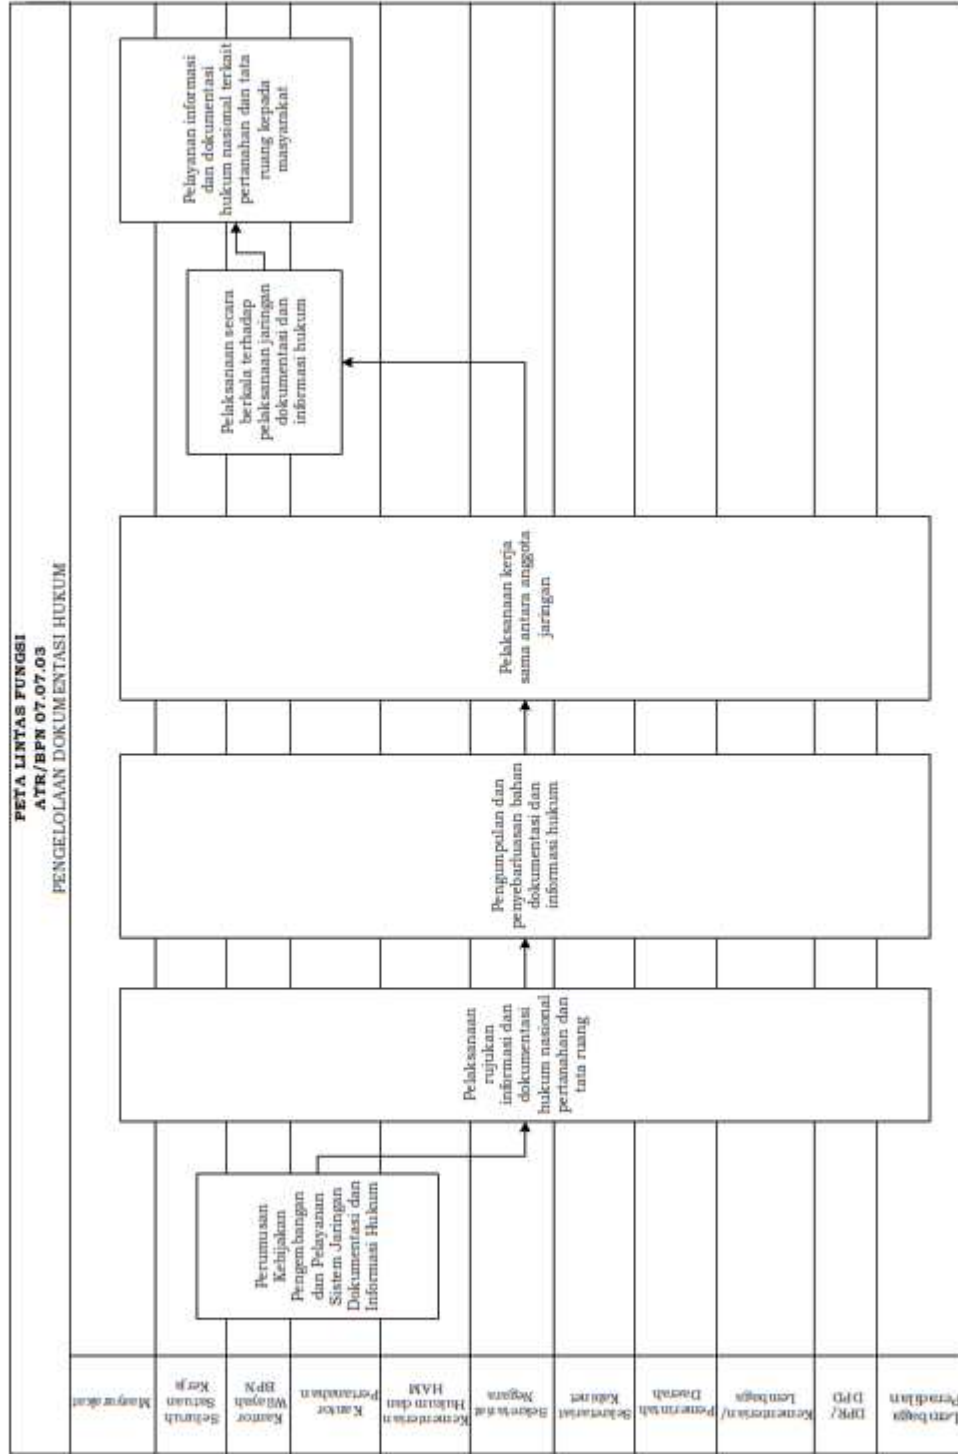 PETA LINTAS FUNGSI
ATR/BPN 07.07.03
PENGELOLAAN DOKUMENTASI HUKUM
Masyarakat
Seluruh
Satuan
Kerja
Kantor
Wilayah
BPN
Kantor
Pertanahan
Kementerian
Hukum dan
HAM
Sekretariat
Negara
Sekretariat
Kabinet
Pemerintah
Daerah
Kementerian/
Lembaga
DPR/
DPD
Lembaga
Peradilan
Perumusan
Kebijakan
Pengembangan
dan Pelayanan
Sistem Jaringan
Dokumentasi dan
Informasi Hukum
Pelaksanaan
rujukan
informasi dan
dokumentasi
hukum nasional
pertanahan dan
tata ruang
Pengumpulan dan
penyebarluasan bahan
dokumentasi dan
informasi hukum
Pelaksanaan kerja
sama antara anggota
jaringan
Pelaksanaan secara
berkala terhadap
pelaksanaan jaringan
dokumentasi dan
informasi hukum
Pelayanan informasi
dan dokumentasi
hukum nasional terkait
pertanahan dan tata
ruang kepada
masyarakat